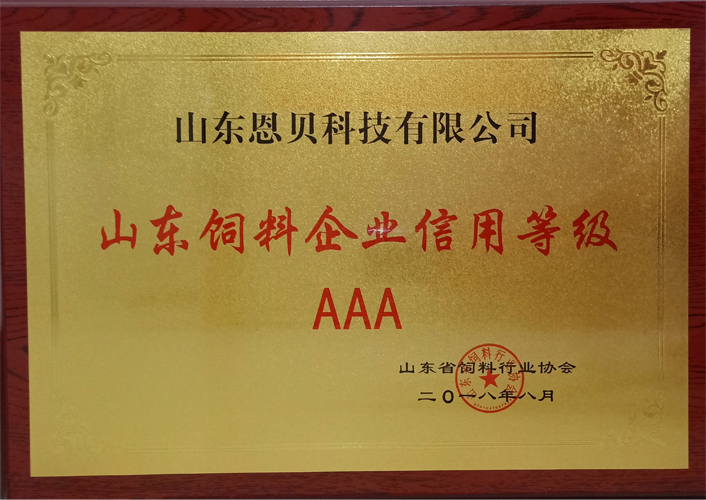 山东恩贝科技有限公司
山东饲料企业信用等级
AAA
山东省饲料行业协会
二〇一八年八月